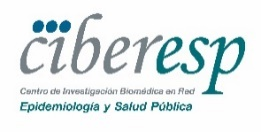 ciberesp
Centro de Investigación Biomédica en Red
Epidemiología y Salud Pública